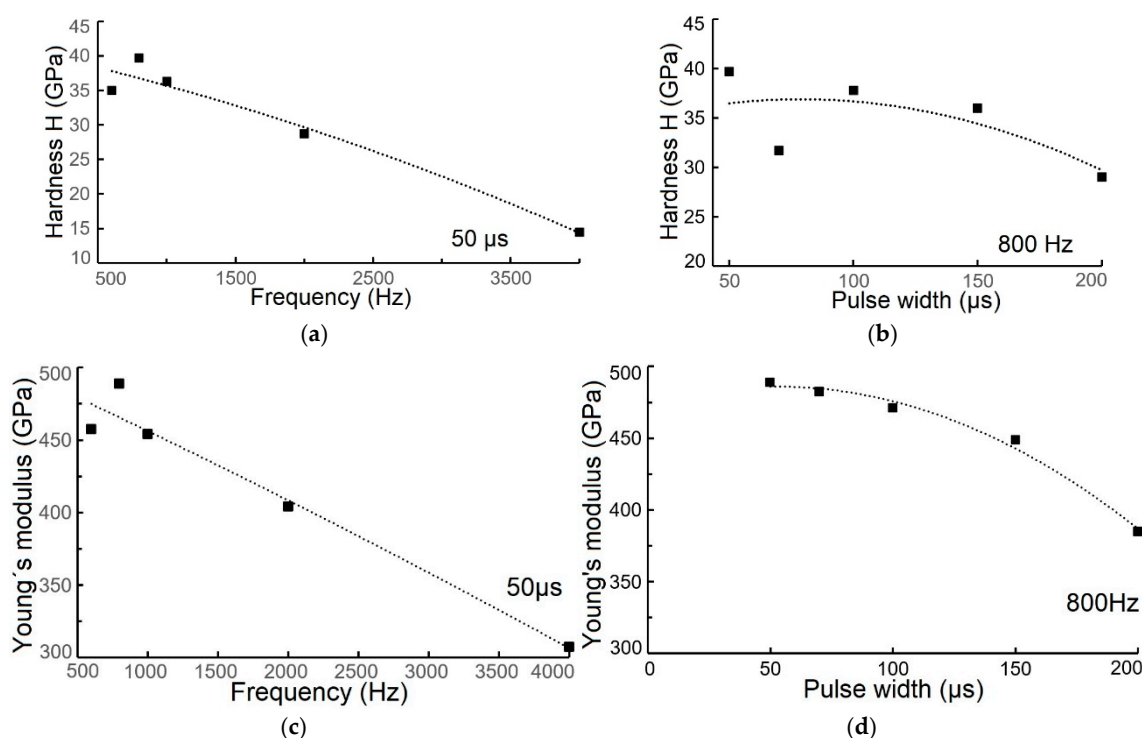 Hardness H (GPa)
45
40
35
30
25
20
15
10
50 µs
500
1500
2500
3500
Frequency (Hz)
(a)
Hardness H (GPa)
45
40
35
30
25
20
800 Hz
50
100
150
200
Pulse width (µs)
(b)
Young´s modulus (GPa)
500
450
400
350
300
50µs
1000
1500
2000
2500
3000
3500
4000
Frequency (Hz)
(c)
Young's modulus (GPa)
500
450
400
350
300
800Hz
0
50
100
150
200
Pulse width (µs)
(d)